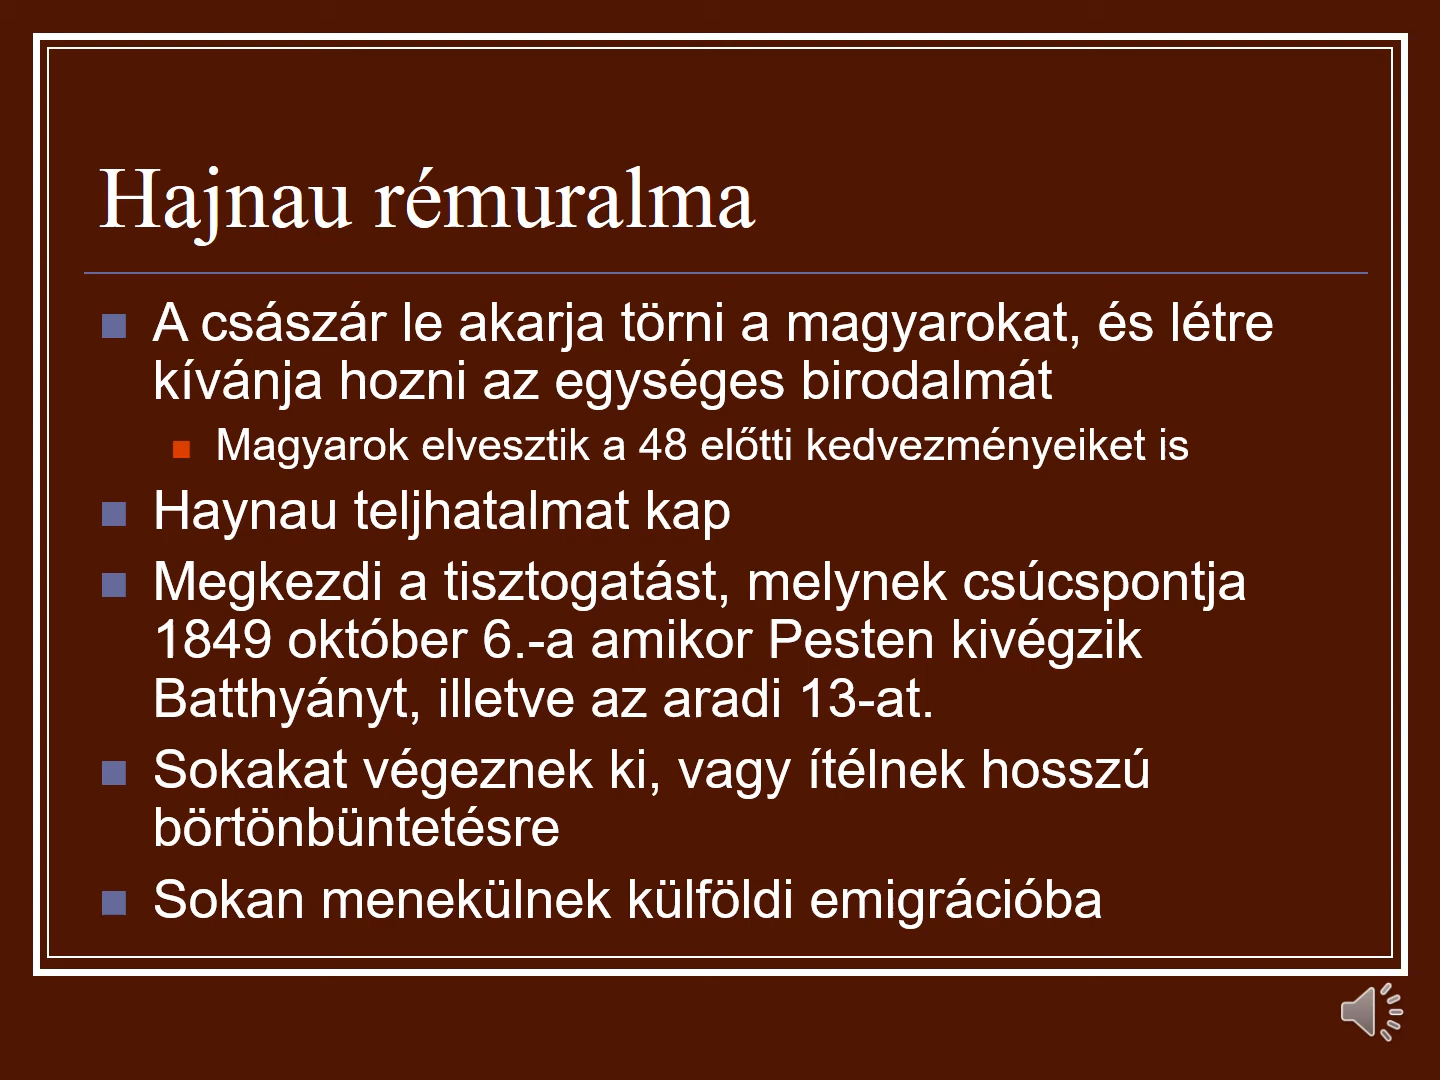 Hajnau rémuralma
A császár le akarja törni a magyarokat, és létre
kívánja hozni az egységes birodalmát
Magyarok elvesztik a 48 előtti kedvezményeiket is
Haynau teljhatalmat kap
Megkezdi a tisztogatást, melynek csúcspontja
1849 október 6.-a amikor Pesten kivégzik
Batthyányt, illetve az aradi 13-at.
Sokakat végeznek ki, vagy ítélnek hosszú
börtönbüntetésre
Sokan menekülnek külföldi emigrációba